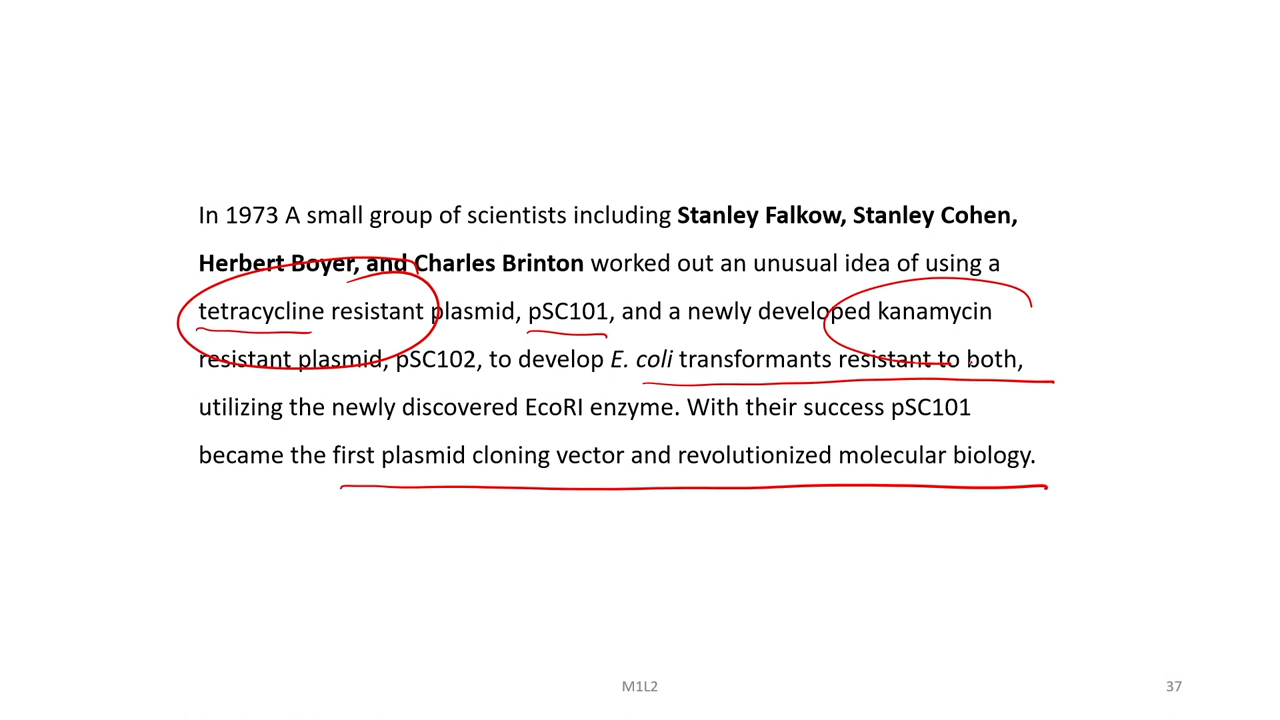 In 1973 A small group of scientists including Stanley Falkow, Stanley Cohen,
Herbert Boyer, and Charles Brinton worked out an unusual idea of using a
tetracycline resistant plasmid, pSC101, and a newly developed kanamycin
resistant plasmid, pSC102, to develop E. coli transformants resistant to both,
utilizing the newly discovered EcoRI enzyme. With their success pSC101
became the first plasmid cloning vector and revolutionized molecular biology.
M1L2
37